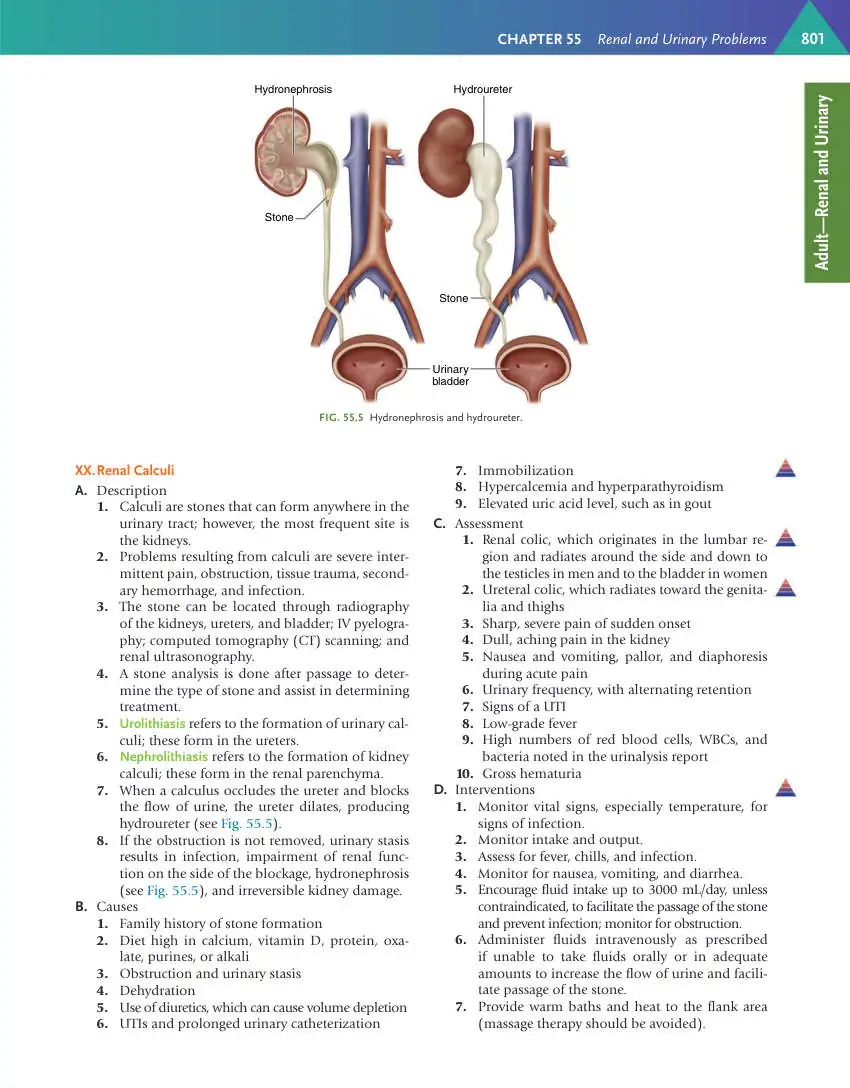 CHAPTER 55 Renal and Urinary Problems 801
Adult—Renal and Urinary
Hydronephrosis
Hydroureter
Stone
Stone
Urinary
bladder
FIG. 55.5 Hydronephrosis and hydroureter.
XX. Renal Calculi
A. Description
1. Calculi are stones that can form anywhere in the
urinary tract; however, the most frequent site is
the kidneys.
2. Problems resulting from calculi are severe inter-
mittent pain, obstruction, tissue trauma, second-
ary hemorrhage, and infection.
3. The stone can be located through radiography
of the kidneys, ureters, and bladder; IV pyelogra-
phy; computed tomography (CT) scanning; and
renal ultrasonography.
4. A stone analysis is done after passage to deter-
mine the type of stone and assist in determining
treatment.
5. Urolithiasis refers to the formation of urinary cal-
culi; these form in the ureters.
6. Nephrolithiasis refers to the formation of kidney
calculi; these form in the renal parenchyma.
7. When a calculus occludes the ureter and blocks
the flow of urine, the ureter dilates, producing
hydroureter (see Fig. 55.5).
8. If the obstruction is not removed, urinary stasis
results in infection, impairment of renal func-
tion on the side of the blockage, hydronephrosis
(see Fig. 55.5), and irreversible kidney damage.
B. Causes
1. Family history of stone formation
2. Diet high in calcium, vitamin D, protein, oxa-
late, purines, or alkali
3. Obstruction and urinary stasis
4. Dehydration
5. Use of diuretics, which can cause volume depletion
6. UTIs and prolonged urinary catheterization
7. Immobilization
8. Hypercalcemia and hyperparathyroidism
9. Elevated uric acid level, such as in gout
C. Assessment
1. Renal colic, which originates in the lumbar re-
gion and radiates around the side and down to
the testicles in men and to the bladder in women
2. Ureteral colic, which radiates toward the genita-
lia and thighs
3. Sharp, severe pain of sudden onset
4. Dull, aching pain in the kidney
5. Nausea and vomiting, pallor, and diaphoresis
during acute pain
6. Urinary frequency, with alternating retention
7. Signs of a UTI
8. Low-grade fever
9. High numbers of red blood cells, WBCs, and
bacteria noted in the urinalysis report
10. Gross hematuria
D. Interventions
1. Monitor vital signs, especially temperature, for
signs of infection.
2. Monitor intake and output.
3. Assess for fever, chills, and infection.
4. Monitor for nausea, vomiting, and diarrhea.
5. Encourage fluid intake up to 3000 mL/day, unless
contraindicated, to facilitate the passage of the stone
and prevent infection; monitor for obstruction.
6. Administer fluids intravenously as prescribed
if unable to take fluids orally or in adequate
amounts to increase the flow of urine and facili-
tate passage of the stone.
7. Provide warm baths and heat to the flank area
(massage therapy should be avoided).